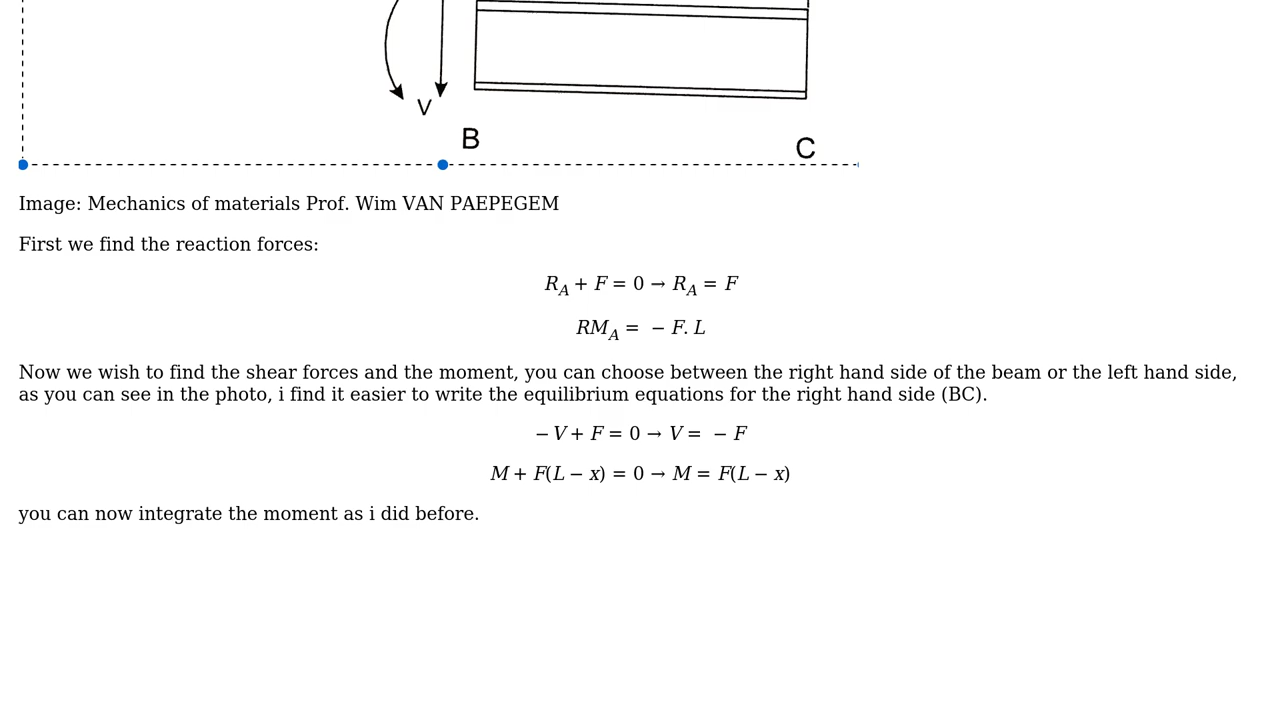 V
B
C
Image: Mechanics of materials Prof. Wim VAN PAEPEGEM
First we find the reaction forces:
R_A + F = 0 → R_A = F
RM_A = − F. L
Now we wish to find the shear forces and the moment, you can choose between the right hand side of the beam or the left hand side,
as you can see in the photo, i find it easier to write the equilibrium equations for the right hand side (BC).
− V + F = 0 → V = − F
M + F(L − x) = 0 → M = F(L − x)
you can now integrate the moment as i did before.